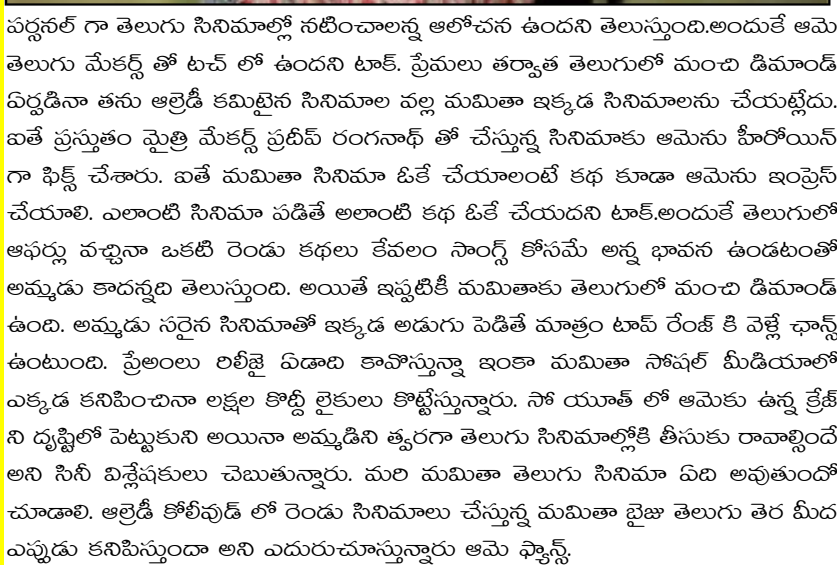 పర్సనల్ గా తెలుగు సినిమాల్లో నటించాలన్న ఆలోచన ఉందని తెలుస్తుంది.అందుకే ఆమె
తెలుగు మేకర్స్ తో టచ్ లో ఉందని టాక్. ప్రేమలు తర్వాత తెలుగులో మంచి డిమాండ్
ఏర్పడినా తను ఆల్రెడీ కమిటైన సినిమాల వల్ల మమితా ఇక్కడ సినిమాలను చేయట్లేదు.
ఐతే ప్రస్తుతం మైత్రి మేకర్స్ ప్రదీప్ రంగనాథ్ తో చేస్తున్న సినిమాకు ఆమెను హీరోయిన్
గా ఫిక్స్ చేశారు. ఐతే మమితా సినిమా ఓకే చేయాలంటే కథ కూడా ఆమెను ఇంప్రెస్
చేయాలి. ఎలాంటి సినిమా పడితే అలాంటి కథ ఓకే చేయదని టాక్.అందుకే తెలుగులో
ఆఫర్లు వచ్చినా ఒకటి రెండు కథలు కేవలం సాంగ్స్ కోసమే అన్న భావన ఉండటంతో
అమ్మడు కాదన్నది తెలుస్తుంది. అయితే ఇప్పటికీ మమితాకు తెలుగులో మంచి డిమాండ్
ఉంది. అమ్మడు సరైన సినిమాతో ఇక్కడ అడుగు పెడితే మాత్రం టాప్ రేంజ్ కి వెళ్లే ఛాన్స్
ఉంటుంది. ప్రేఅంలు రిలీజై ఏడాది కావొస్తున్నా ఇంకా మమితా సోషల్ మీడియాలో
ఎక్కడ కనిపించినా లక్షల కొద్దీ లైకులు కొట్టేస్తున్నారు. సో యూత్ లో ఆమెకు ఉన్న క్రేజ్
ని దృష్టిలో పెట్టుకుని అయినా అమ్మడిని త్వరగా తెలుగు సినిమాల్లోకి తీసుకు రావాల్సిందే
అని సినీ విశ్లేషకులు చెబుతున్నారు. మరి మమితా తెలుగు సినిమా ఏది అవుతుందో
చూడాలి. ఆల్రెడీ కోలీవుడ్ లో రెండు సినిమాలు చేస్తున్న మమితా బైజు తెలుగు తెర మీద
ఎప్పుడు కనిపిస్తుందా అని ఎదురుచూస్తున్నారు ఆమె ఫ్యాన్స్.